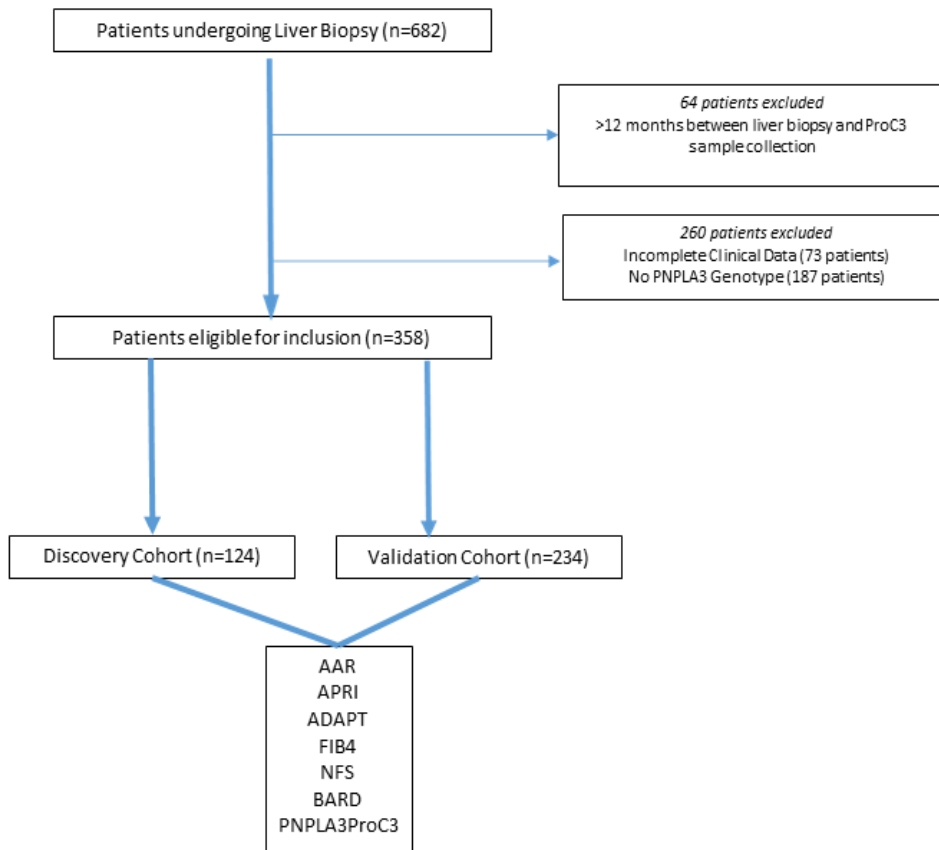 Patients undergoing Liver Biopsy (n=682)
64 patients excluded
>12 months between liver biopsy and ProC3
sample collection
260 patients excluded
Incomplete Clinical Data (73 patients)
No PNPLA3 Genotype (187 patients)
Patients eligible for inclusion (n=358)
Discovery Cohort (n=124)
Validation Cohort (n=234)
AAR
APRI
ADAPT
FIB4
NFS
BARD
PNPLA3ProC3